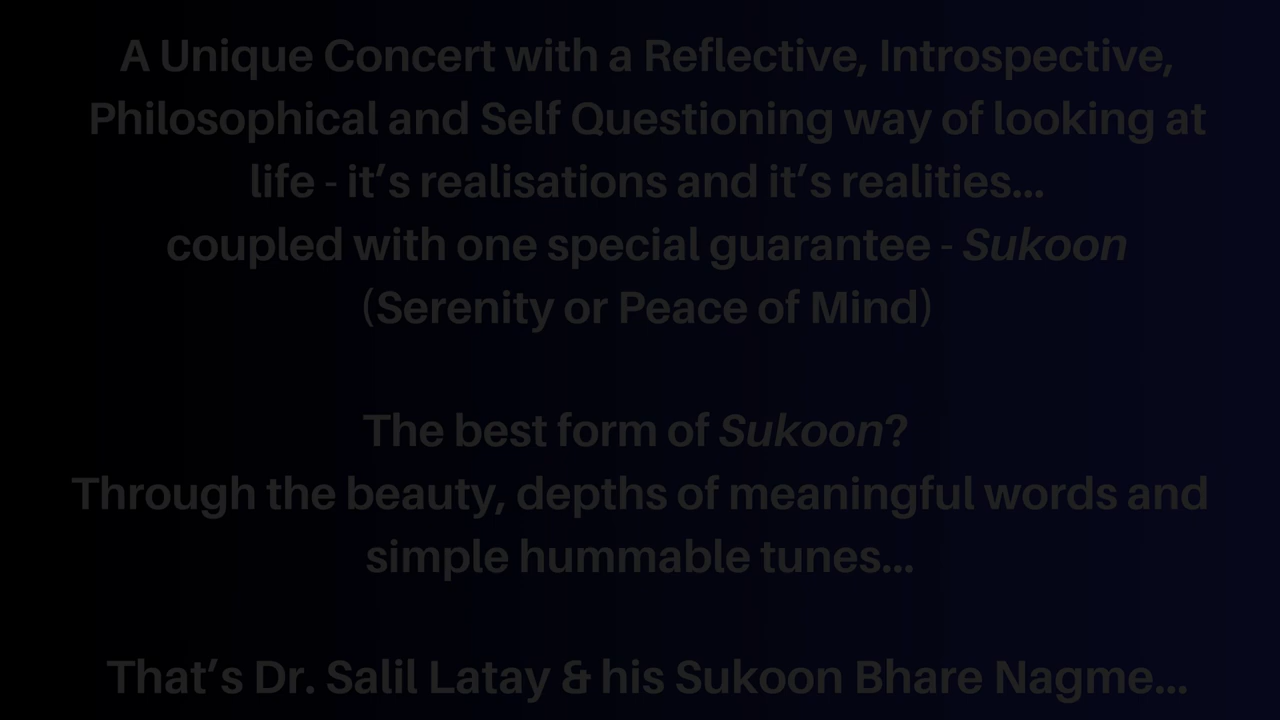 A Unique Concert with a Reflective, Introspective,
Philosophical and Self Questioning way of looking at
life - it’s realisations and it’s realities...
coupled with one special guarantee - Sukoon
(Serenity or Peace of Mind)
The best form of Sukoon?
Through the beauty, depths of meaningful words and
simple hummable tunes...
That’s Dr. Salil Latay & his Sukoon Bhare Nagme...